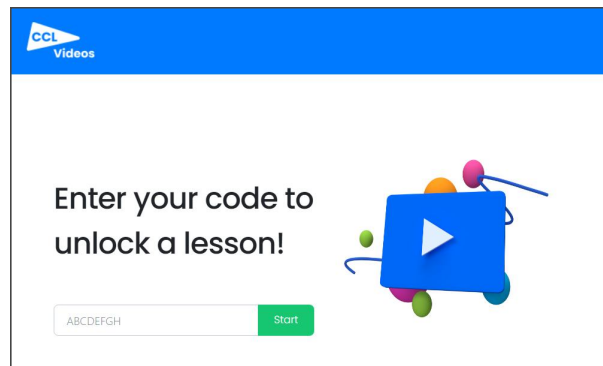 CCL
Videos
Enter your code to
unlock a lesson!
ABCDEFGH
Start